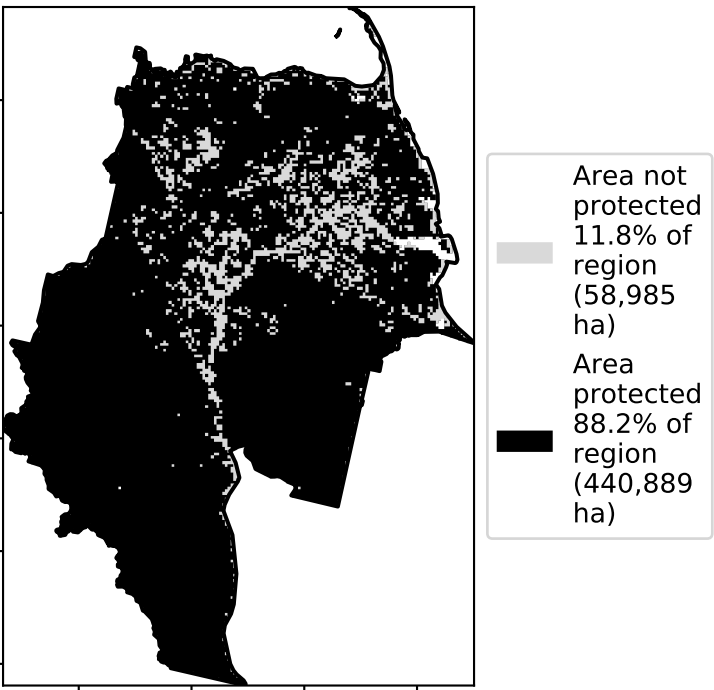 Area not
protected
11.8% of
region
(58,985
ha)
Area
protected
88.2% of
region
(440,889
ha)